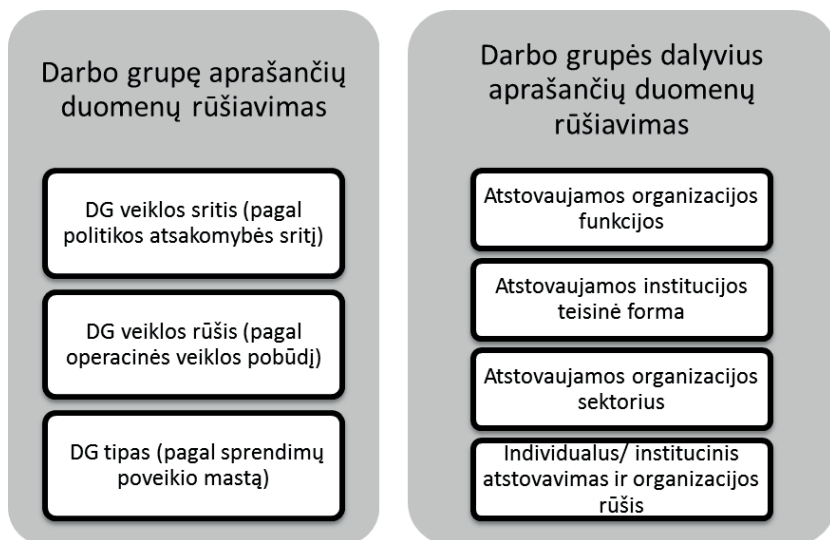 Darbo grupę aprašančių
duomenų rūšiavimas
DG veiklos sritis (pagal
politikos atsakomybės sritį)
DG veiklos rūšis (pagal
operacinės veiklos pobūdį)
DG tipas (pagal sprendimų
poveikio mastą)
Darbo grupės dalyvius
aprašančių duomenų
rūšiavimas
Atstovaujamos organizacijos
funkcijos
Atstovaujamos institucijos
teisinė forma
Atstovaujamos organizacijos
sektorius
Individualus/ institucinis
atstovavimas ir organizacijos
rūšis